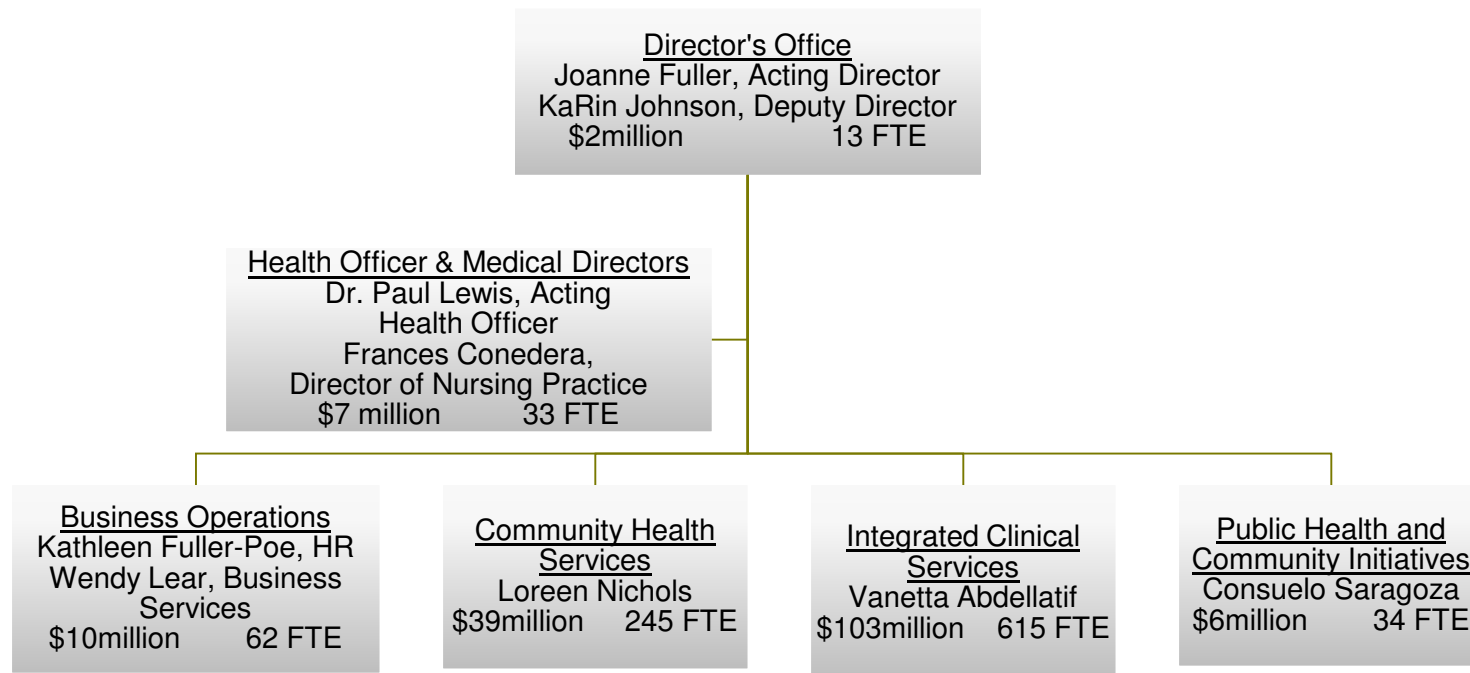 Director's Office
Joanne Fuller, Acting Director
KaRin Johnson, Deputy Director
$2million 13 FTE
Health Officer & Medical Directors
Dr. Paul Lewis, Acting
Health Officer
Frances Conedera,
Director of Nursing Practice
$7 million 33 FTE
Business Operations
Kathleen Fuller-Poe, HR
Wendy Lear, Business
Services
$10million 62 FTE
Community Health
Services
Loreen Nichols
$39million 245 FTE
Integrated Clinical
Services
Vanetta Abdellatif
$103million 615 FTE
Public Health and
Community Initiatives
Consuelo Saragoza
$6million 34 FTE